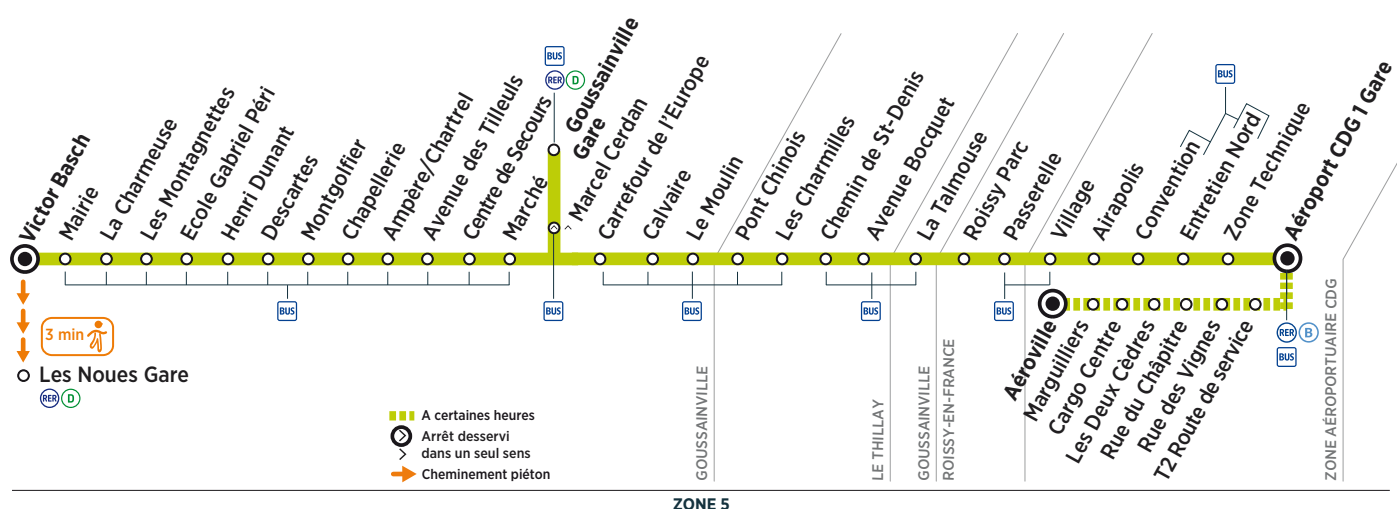 BUS
RER D
Victor Basch
Mairie
La Charmeuse
Les Montagnettes
Ecole Gabriel Péri
Henri Dunant
Descartes
Montgolfier
Chapellerie
Ampère/Chartrel
Avenue des Tilleuls
Centre de Secours
Marché
Goussainville
Gare
Marcel Cerdan
Carrefour de l'Europe
Calvaire
Le Moulin
Pont Chinois
Les Charmilles
Chemin de St-Denis
Avenue Bocquet
La Talmouse
Roissy Parc
Passerelle
Village
Airapolis
Convention
Entretien Nord
BUS
Zone Technique
Aéroport CDG 1 Gare
BUS
BUS
BUS
BUS
BUS
3 min
Les Noues Gare
RER D
Aéroville
Marguilliers
Cargo Centre
Les Deux Cèdres
Rue du Châpitre
Rue des Vignes
T2 Route de service
RER B
BUS
A certaines heures
Arrêt desservi
dans un seul sens
Cheminement piéton
GOUSSAINVILLE
LE THILLAY
GOUSSAINVILLE
ROISSY-EN-FRANCE
ZONE AÉROPORTUAIRE CDG
ZONE 5